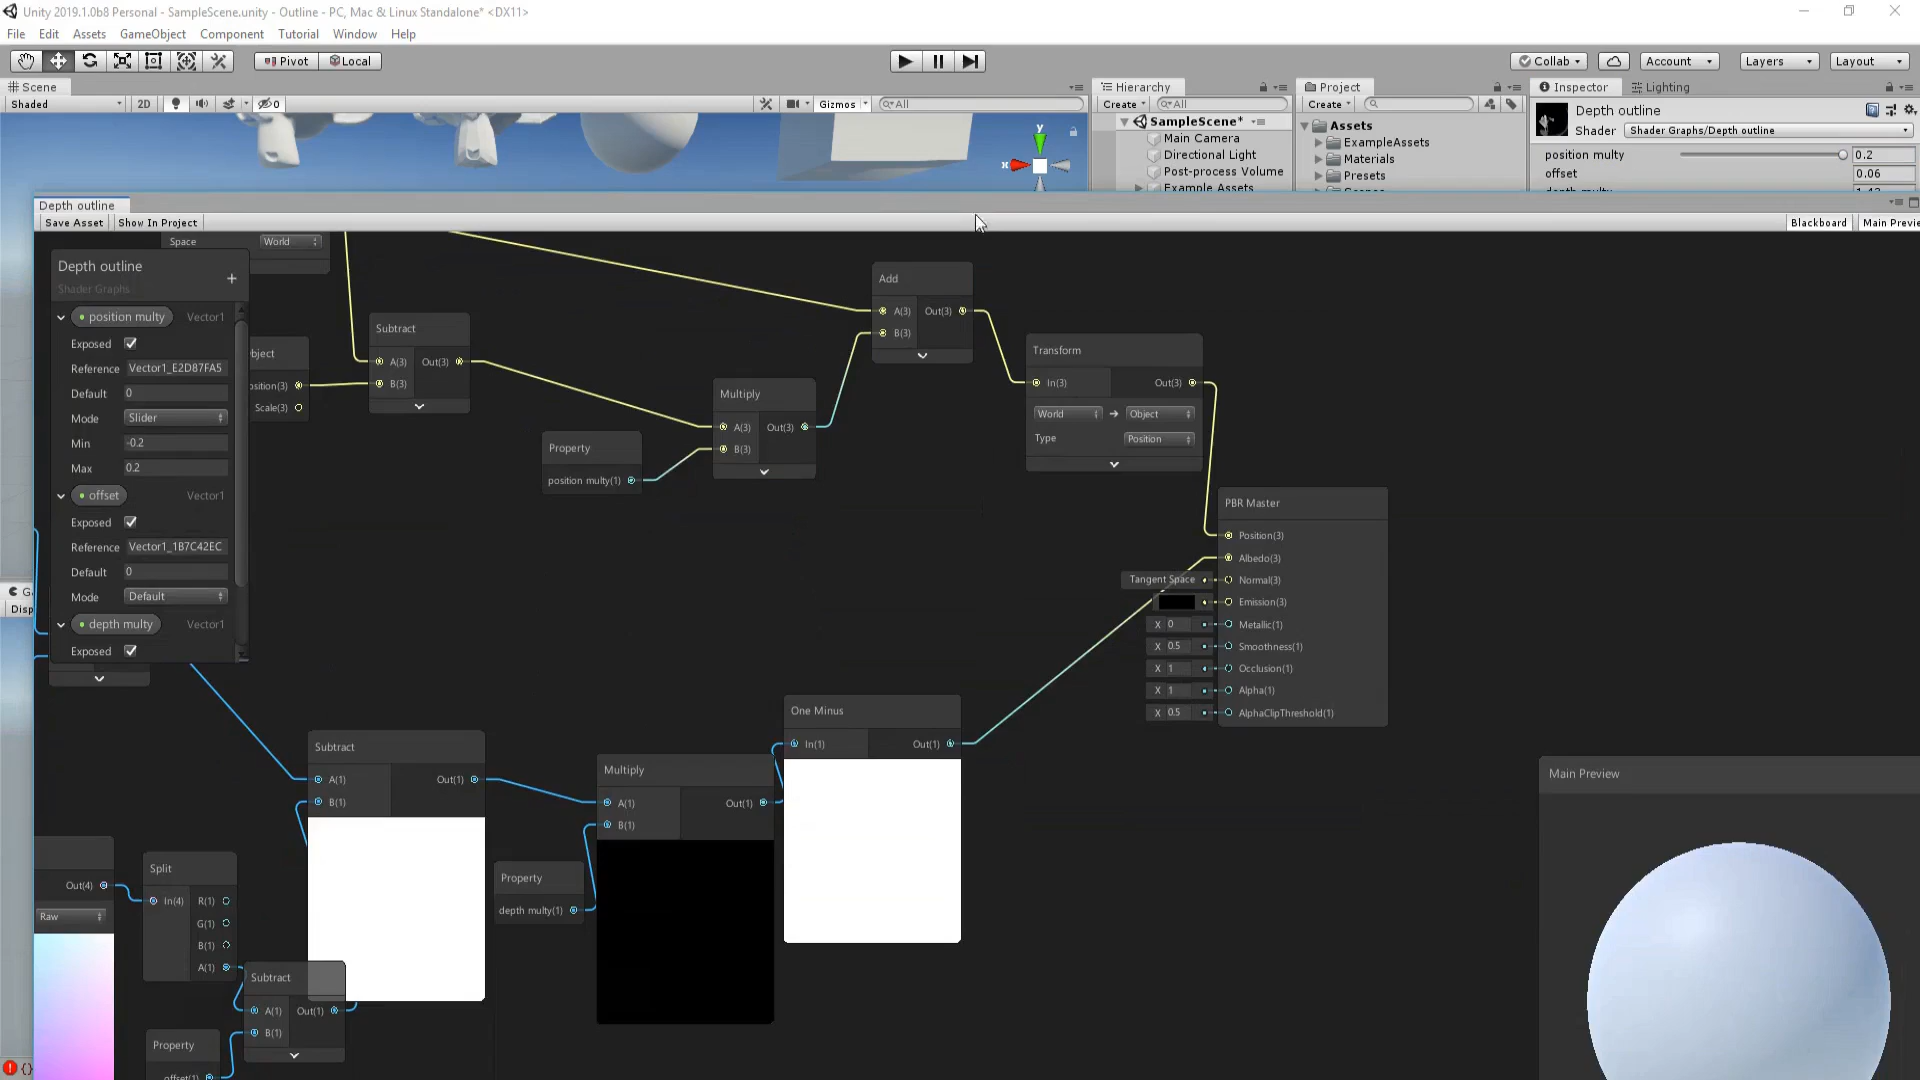 Unity 2019.1.0b8 Personal - SampleScene.unity - Outline - PC, Mac & Linux Standalone* <DX11>
File Edit Assets GameObject Component Tutorial Window Help
Pivot Local Collab Account Layers Layout
Scene Hierarchy Project Inspector Lighting
Shaded 2D 0 Gizmos All Create All Create
Depth outline
Shader Shader Graphs/Depth outline
SampleScene*
Main Camera
Directional Light
Post-process Volume
Example Assets
Assets
ExampleAssets
Materials
Presets
position multy 0.2
offset 0.06
y
x
Depth outline
Save Asset Show In Project Blackboard Main Previe
Space World
Depth outline
Shader Graphs
position multy Vector1
Exposed
Reference Vector1_E2D87FA5
Default 0
Mode Slider
Min -0.2
Max 0.2
offset Vector1
Exposed
Reference Vector1_1B7C42EC
Default 0
Mode Default
depth multy Vector1
Exposed
bject
osition(3)
Scale(3)
Subtract
A(3) Out(3)
B(3)
Property
position multy(1)
Multiply
A(3) Out(3)
B(3)
Add
A(3) Out(3)
B(3)
Transform
In(3) Out(3)
World Object
Type Position
PBR Master
Position(3)
Albedo(3)
Tangent Space Normal(3)
Emission(3)
X 0 Metallic(1)
X 0.5 Smoothness(1)
X 1 Occlusion(1)
X 1 Alpha(1)
X 0.5 AlphaClipThreshold(1)
One Minus
In(1) Out(1)
Subtract
A(1) Out(1)
B(1)
Multiply
A(1) Out(1)
B(1)
Property
depth multy(1)
Out(4)
Raw
Split
In(4) R(1)
G(1)
B(1)
A(1)
Subtract
A(1) Out(1)
B(1)
Property
offset(1)
Main Preview
Disp